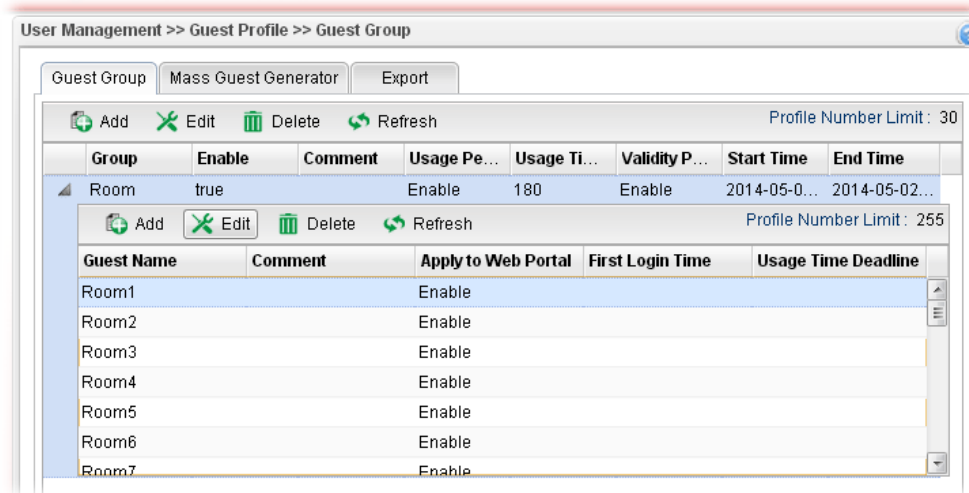 User Management >> Guest Profile >> Guest Group
Guest Group Mass Guest Generator Export
Add Edit Delete Refresh Profile Number Limit : 30
Group Enable Comment Usage Pe... Usage Ti... Validity P... Start Time End Time
Room true Enable 180 Enable 2014-05-0... 2014-05-02...
Add Edit Delete Refresh Profile Number Limit : 255
Guest Name Comment Apply to Web Portal First Login Time Usage Time Deadline
Room1 Enable
Room2 Enable
Room3 Enable
Room4 Enable
Room5 Enable
Room6 Enable
Room7 Enable